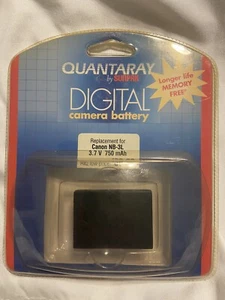 QUANTARAY
by SUNPAK
Longer life
MEMORY
FREE*
DIGITAL
camera battery
Replacement for
Canon NB-3L
3.7 V 750 mAh